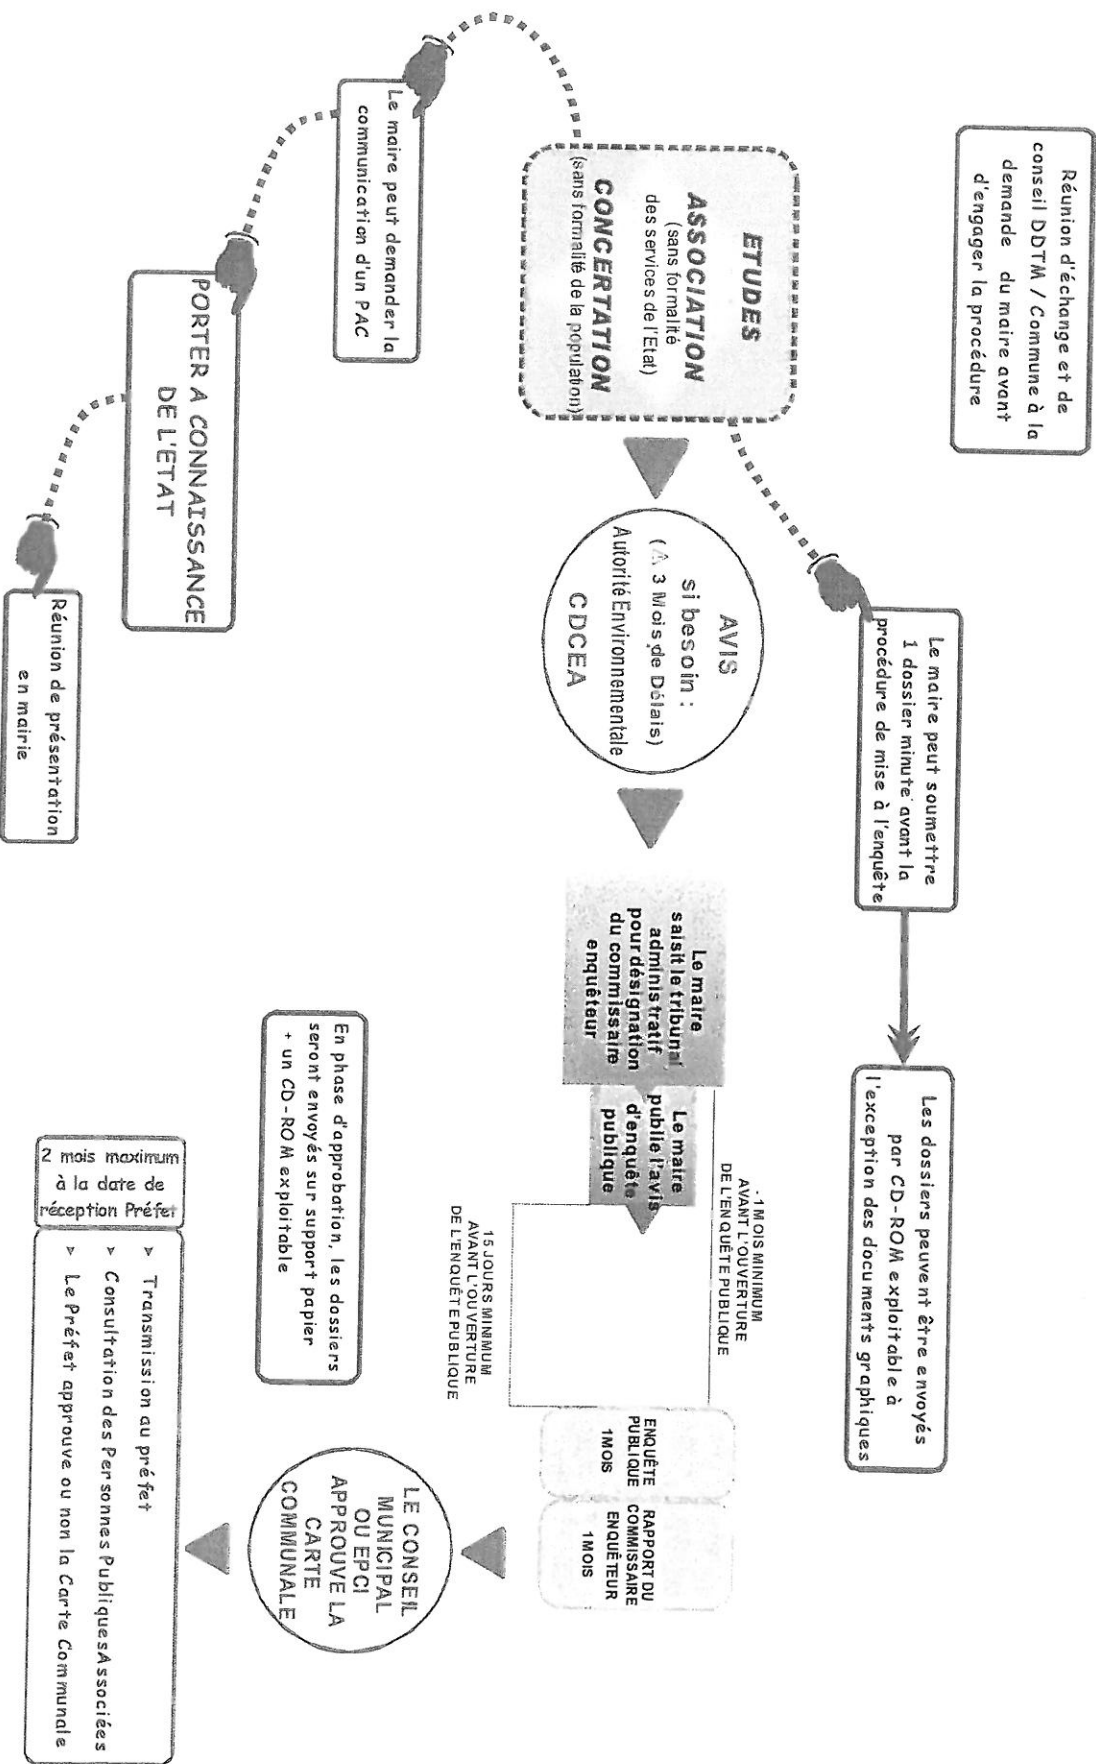 Réunion d'échange et de
conseil DDTM / Commune à la
demande du maire avant
d'engager la procédure
Le maire peut soumettre
1 dossier minute avant la
procédure de mise à l'enquête
Les dossiers peuvent être envoyés
par CD-ROM exploitable à
l'exception des documents graphiques
ETUDES
ASSOCIATION
(sans formalité
des services de l'Etat)
CONCERTATION
(sans formalité de la population)
AVIS
si besoin :
(A 3 Mois de Délais)
Autorité Environnementale
CDCEA
Le maire
saisit le tribunal
administratif
pour désignation
du commissaire
enquêteur
Le maire
publie l'avis
d'enquête
publique
- 1 MOIS MINIMUM
AVANT L'OUVERTURE
DE L'ENQUÊTE PUBLIQUE
15 JOURS MINIMUM
AVANT L'OUVERTURE
DE L'ENQUÊTE PUBLIQUE
ENQUÊTE
PUBLIQUE
1 MOIS
RAPPORT DU
COMMISSAIRE
ENQUÊTEUR
1 MOIS
Le maire peut demander la
communication d'un PAC
PORTER A CONNAISSANCE
DE L'ETAT
Réunion de présentation
en mairie
En phase d'approbation, les dossiers
seront envoyés sur support papier
+ un CD-ROM exploitable
LE CONSEIL
MUNICIPAL
OU EPCI
APPROUVE LA
CARTE
COMMUNALE
2 mois maximum
à la date de
réception Préfet
➢ Transmission au préfet
➢ Consultation des Personnes Publiques Associées
➢ Le Préfet approuve ou non la Carte Communale